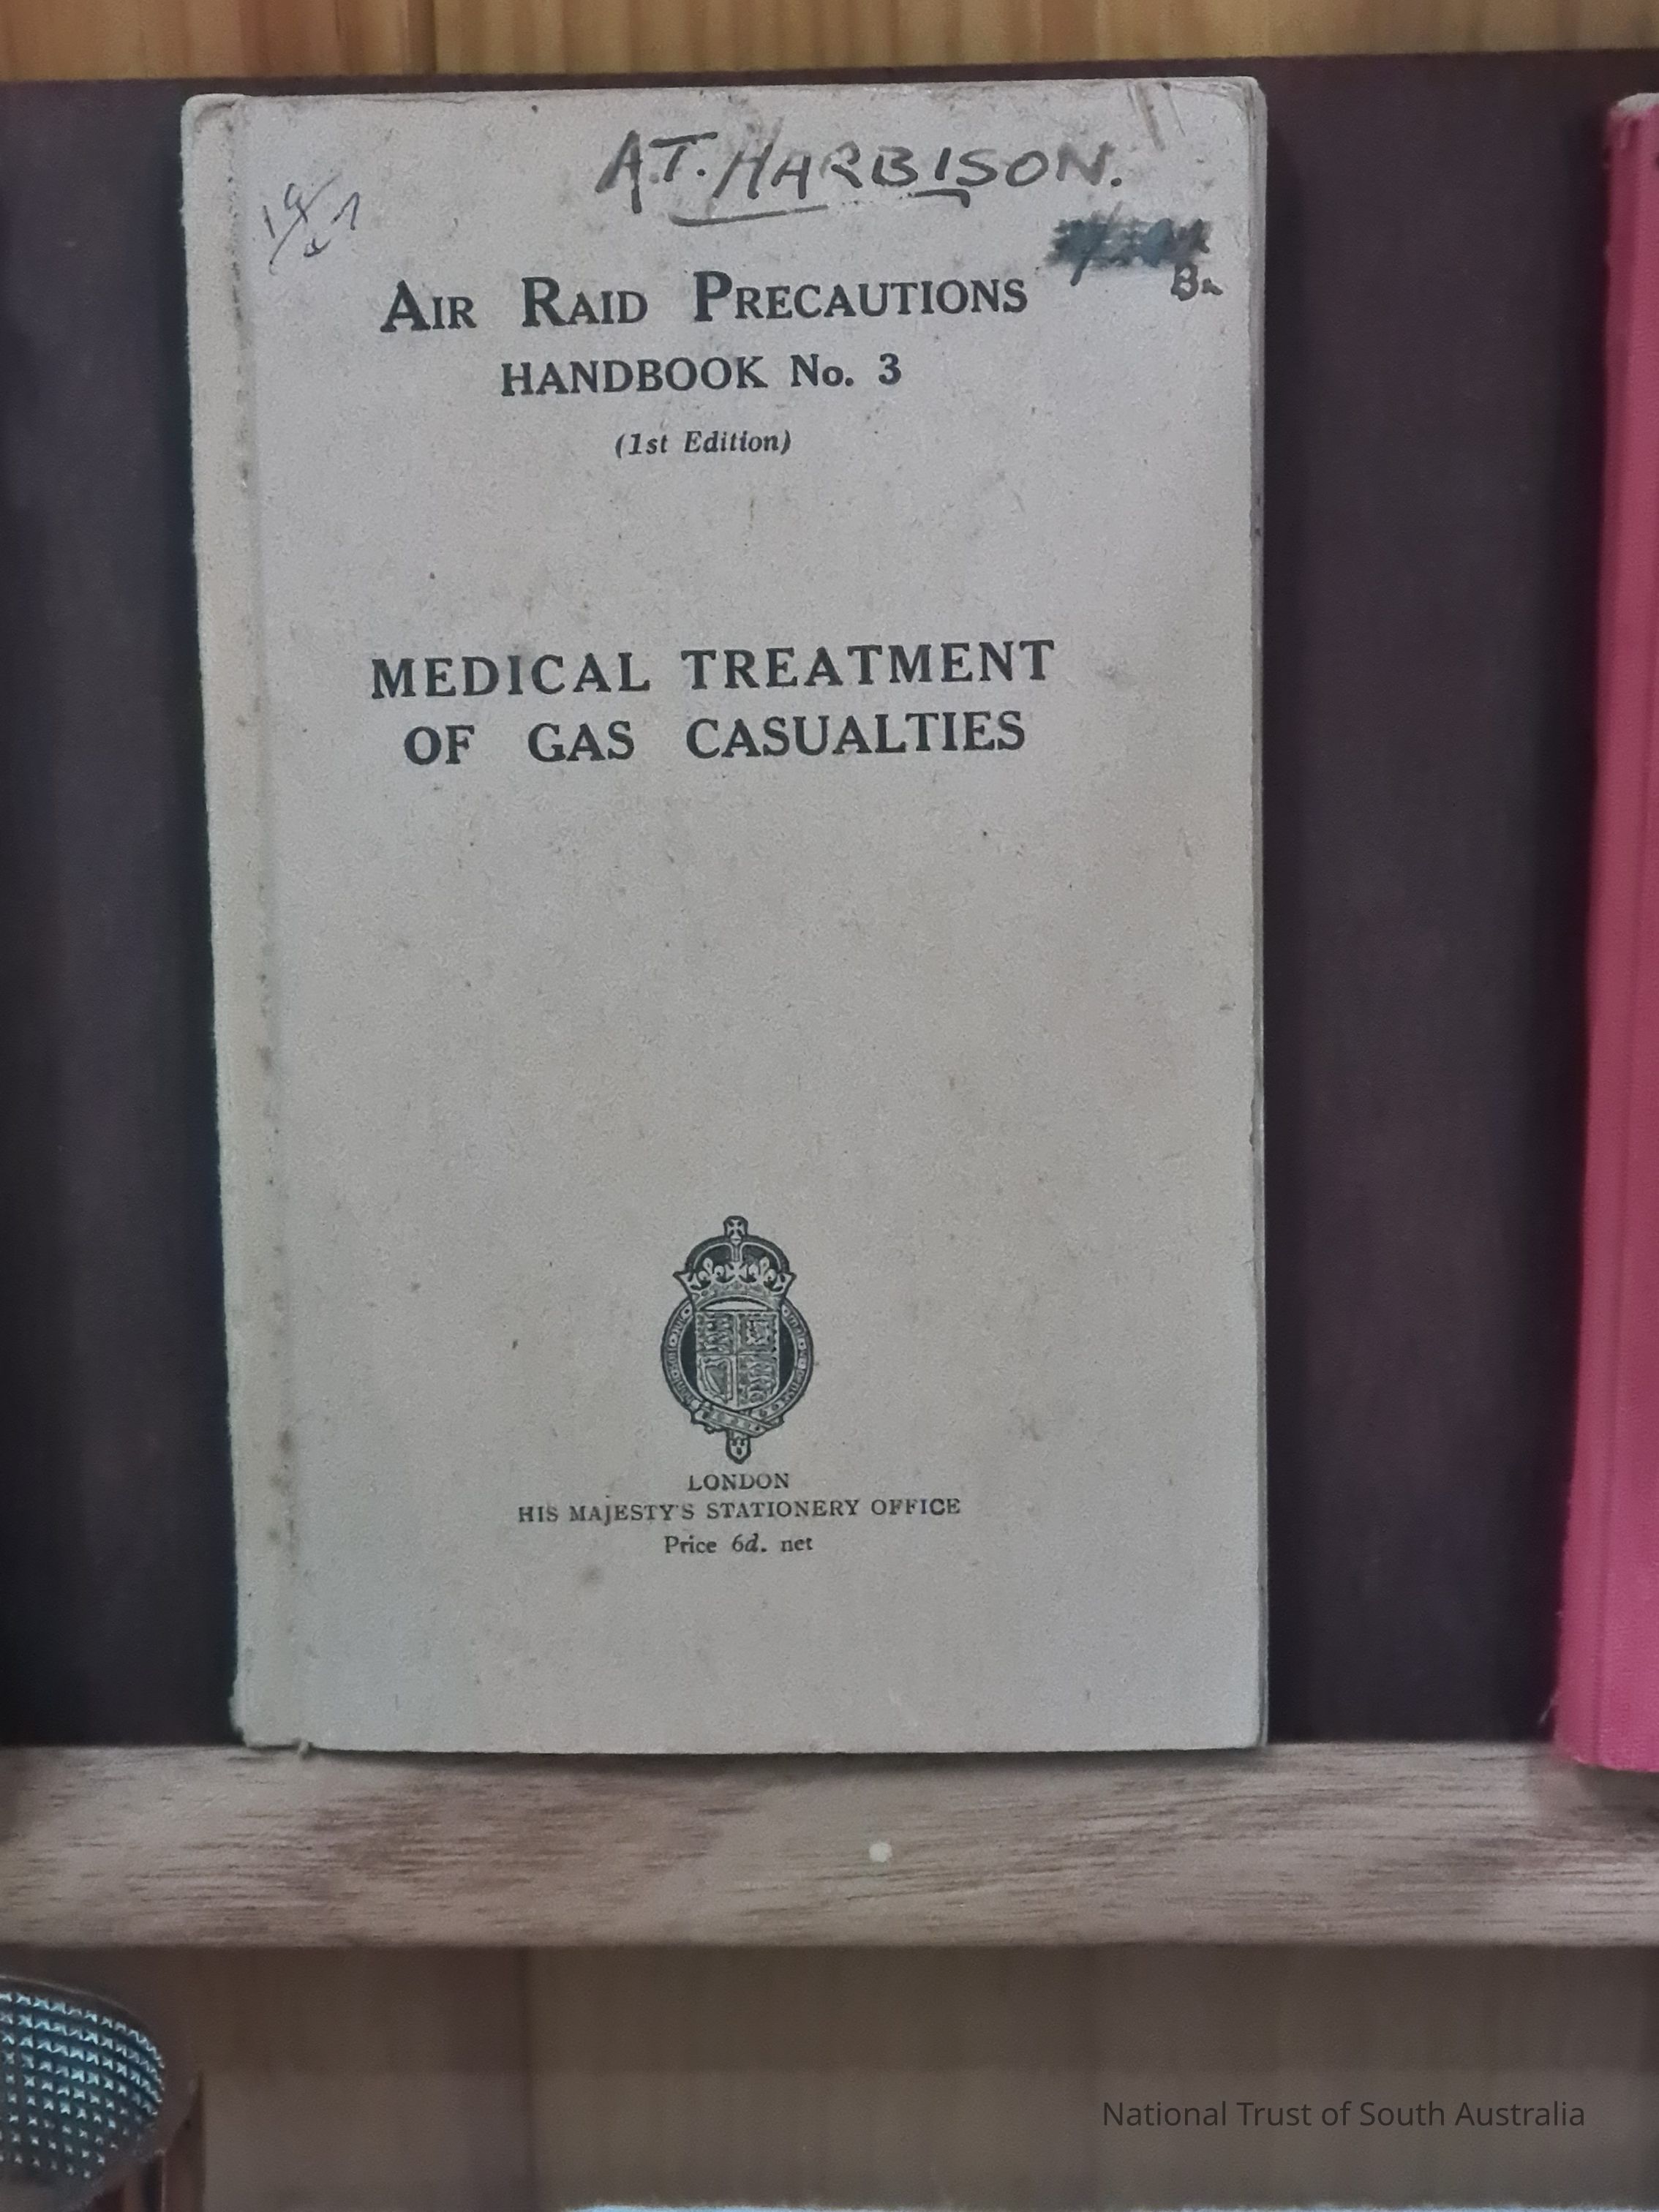 A.T. HARBISON.
AIR RAID PRECAUTIONS
HANDBOOK No. 3
(1st Edition)
MEDICAL TREATMENT
OF GAS CASUALTIES
LONDON
HIS MAJESTY'S STATIONERY OFFICE
Price 6d. net
National Trust of South Australia